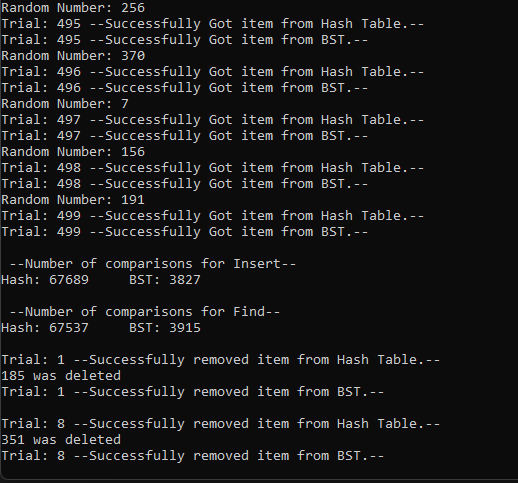 Random Number: 256
Trial: 495 --Successfully Got item from Hash Table.--
Trial: 495 --Successfully Got item from BST.--
Random Number: 370
Trial: 496 --Successfully Got item from Hash Table.--
Trial: 496 --Successfully Got item from BST.--
Random Number: 7
Trial: 497 --Successfully Got item from Hash Table.--
Trial: 497 --Successfully Got item from BST.--
Random Number: 156
Trial: 498 --Successfully Got item from Hash Table.--
Trial: 498 --Successfully Got item from BST.--
Random Number: 191
Trial: 499 --Successfully Got item from Hash Table.--
Trial: 499 --Successfully Got item from BST.--
--Number of comparisons for Insert--
Hash: 67689     BST: 3827
--Number of comparisons for Find--
Hash: 67537     BST: 3915
Trial: 1 --Successfully removed item from Hash Table.--
185 was deleted
Trial: 1 --Successfully removed item from BST.--
Trial: 8 --Successfully removed item from Hash Table.--
351 was deleted
Trial: 8 --Successfully removed item from BST.--